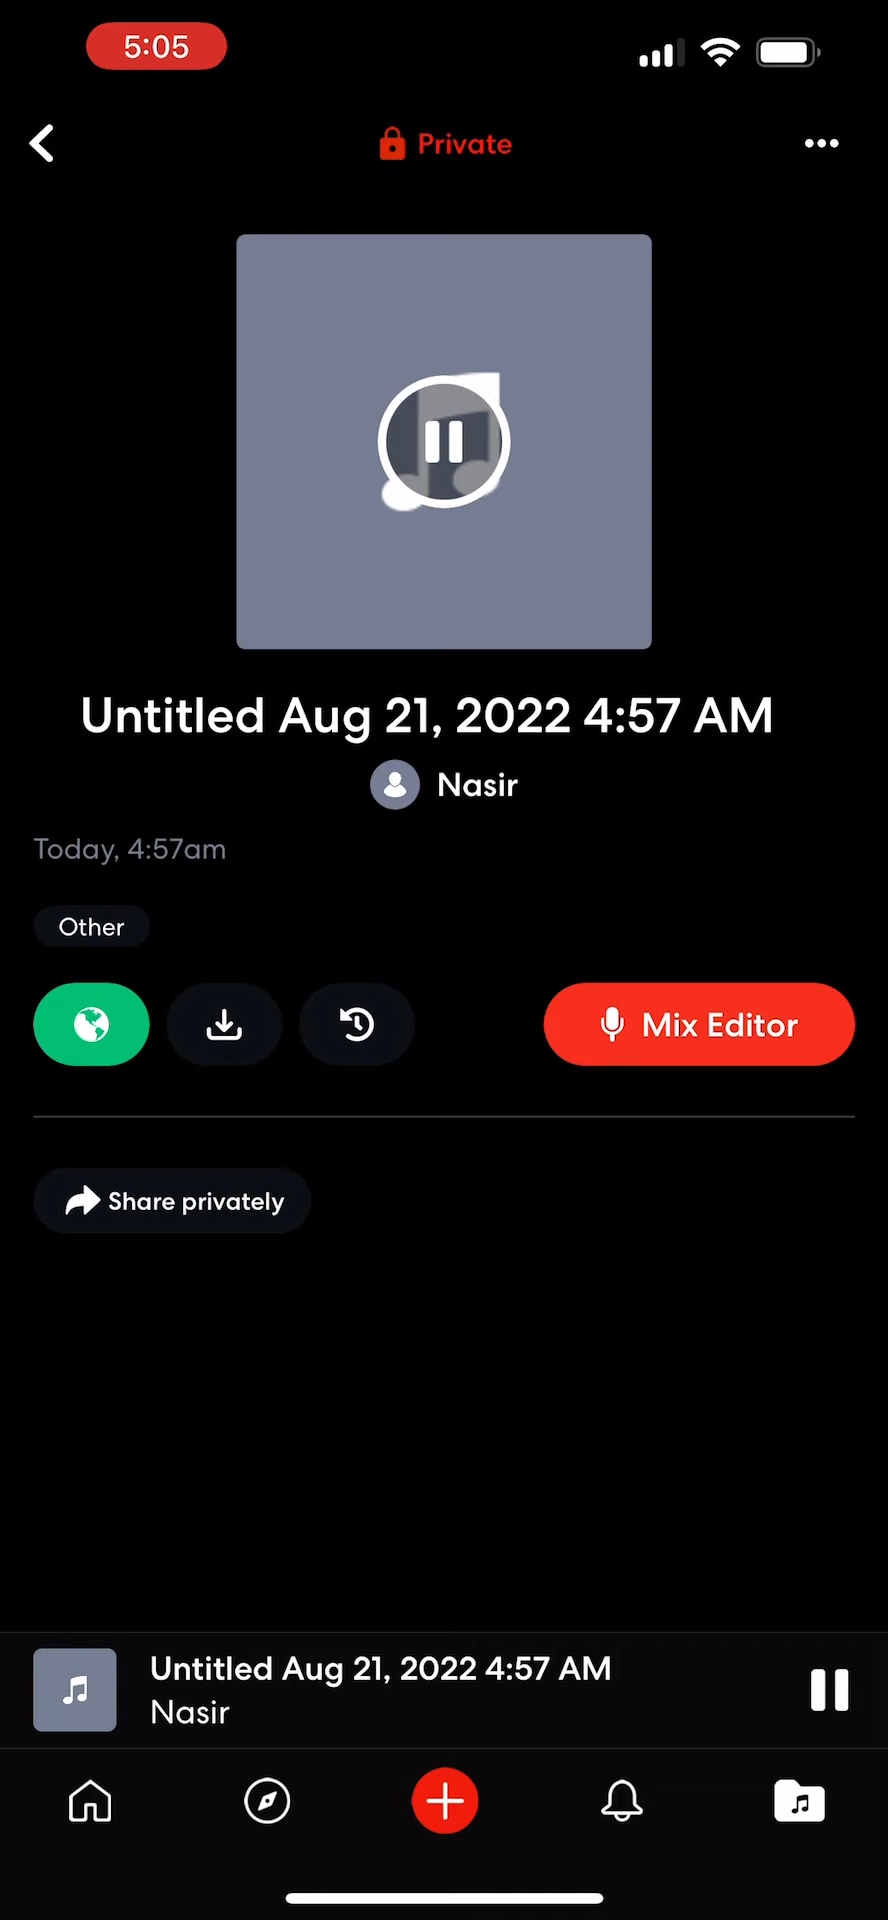 5:05
Private
Untitled Aug 21, 2022 4:57 AM
Nasir
Today, 4:57am
Other
Mix Editor
Share privately
Untitled Aug 21, 2022 4:57 AM
Nasir